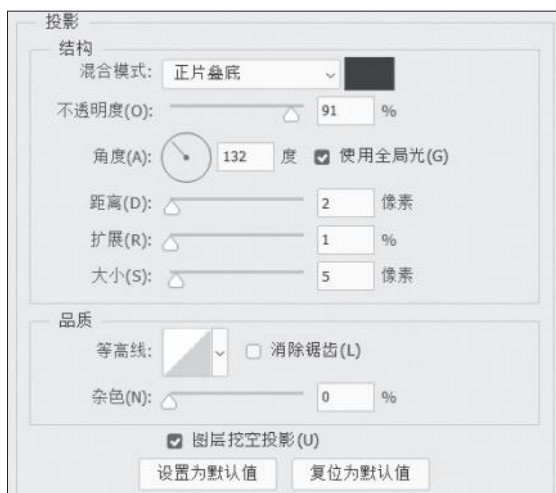 投影
结构
混合模式: 正片叠底
不透明度(O): 91 %
角度(A): 132 度 使用全局光(G)
距离(D): 2 像素
扩展(R): 1 %
大小(S): 5 像素
品质
等高线: 消除锯齿(L)
杂色(N): 0 %
图层挖空投影(U)
设置为默认值 复位为默认值